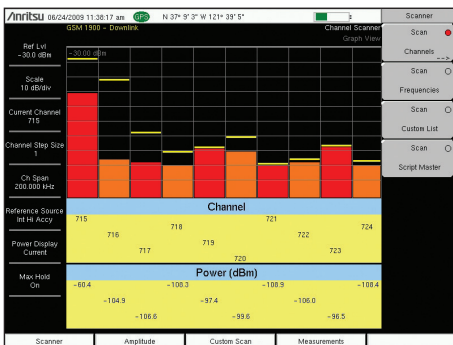 Anritsu 06/24/2009 11:38:17 am GPS N 37° 9' 3" W 121° 39' 5"
Scanner
GSM 1900 - Downlink
Channel Scanner
Graph View
Ref Lvl
-30.0 dBm
-30.00 dBm
Scale
10 dB/div
Current Channel
715
Channel Step Size
1
Ch Span
200.000 kHz
Reference Source
Int Hi Accy
Power Display
Current
Max Hold
On
Scan
Channels
-->
Scan
Frequencies
Scan
Custom List
Scan
Script Master
Channel
715 718 721 724
716 719 722
717 720 723
Power (dBm)
-60.4 -108.3 -108.9 -108.4
-104.9 -97.4 -106.0
-106.6 -99.6 -96.5
Scanner Amplitude Custom Scan Measurements